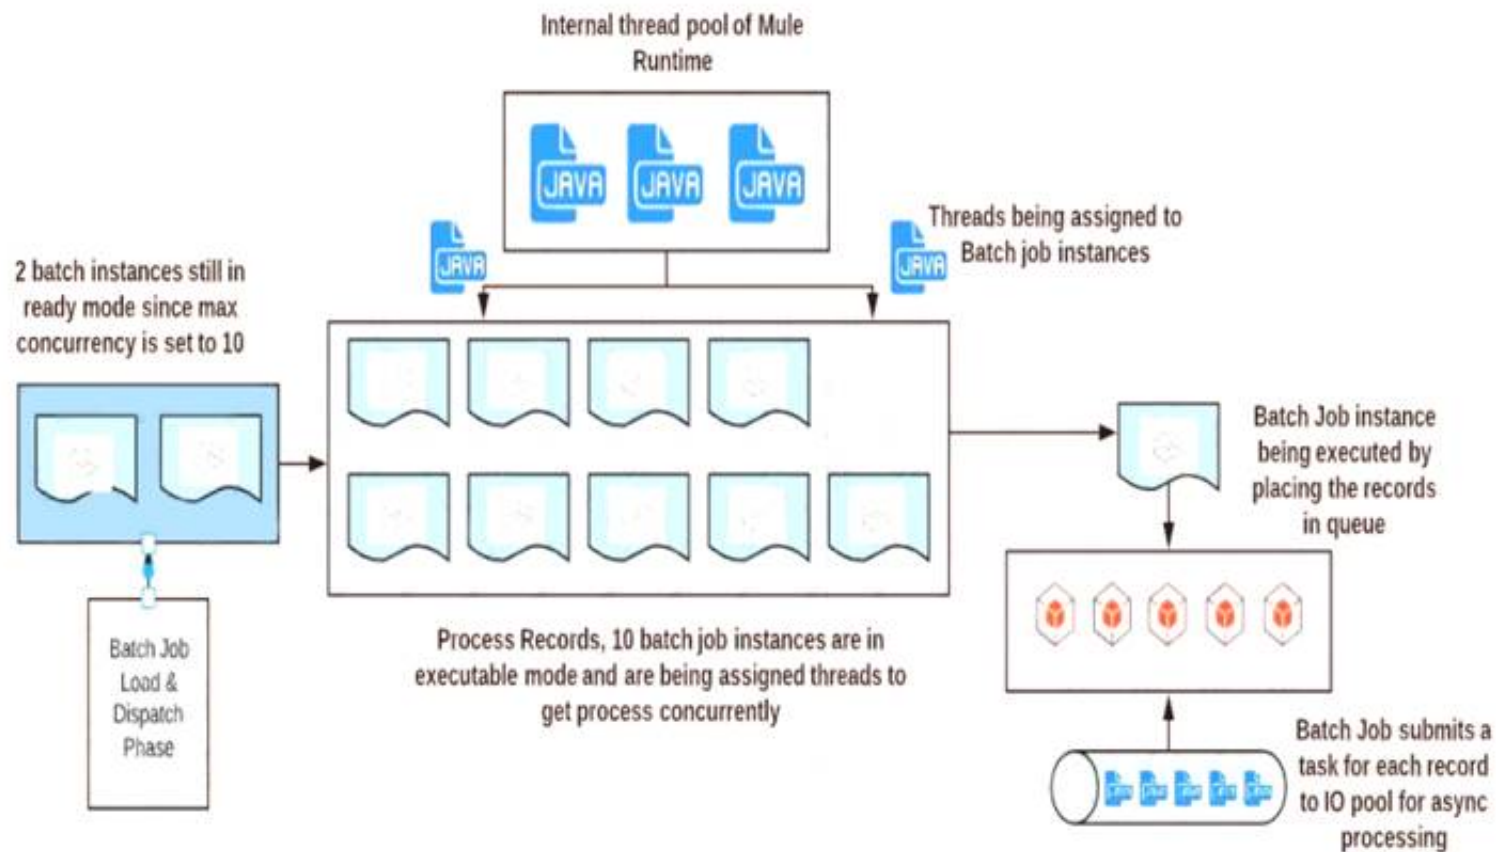 Internal thread pool of Mule
Runtime
JAVA
JAVA
JAVA
JAVA
JAVA
Threads being assigned to
Batch job instances
2 batch instances still in
ready mode since max
concurrency is set to 10
Batch Job instance
being executed by
placing the records
in queue
Process Records, 10 batch job instances are in
executable mode and are being assigned threads to
get process concurrently
Batch Job
Load &
Dispatch
Phase
Batch Job submits a
task for each record
to IO pool for async
processing